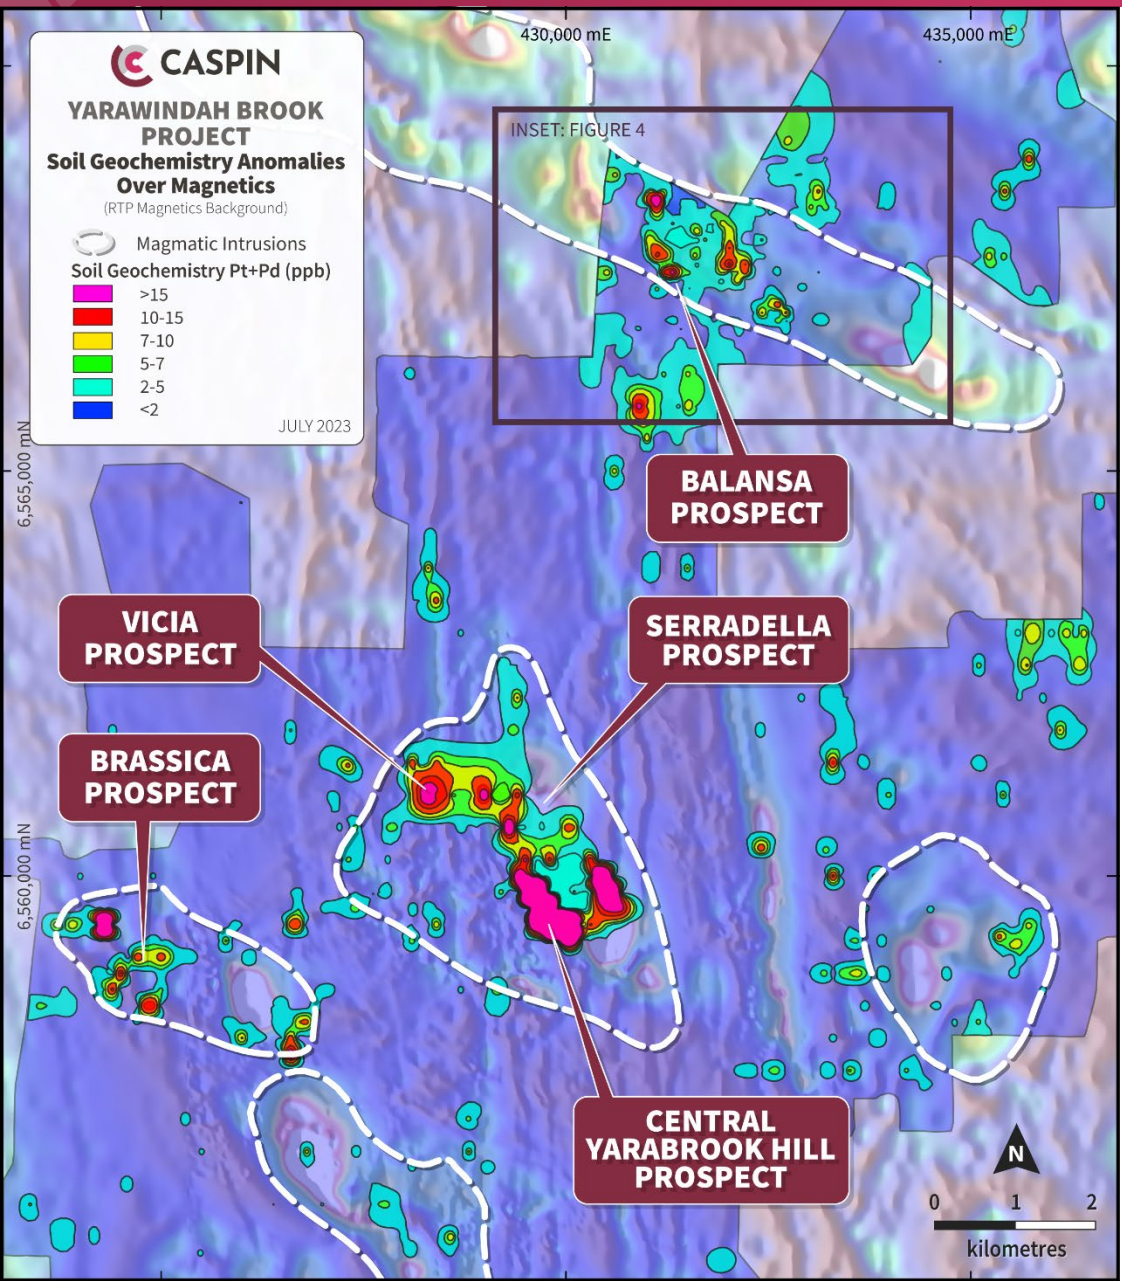 430,000 mE
435,000 mE
CASPIN
YARAWINDAH BROOK
PROJECT
Soil Geochemistry Anomalies
Over Magnetics
(RTP Magnetics Background)
Magmatic Intrusions
Soil Geochemistry Pt+Pd (ppb)
>15
10-15
7-10
5-7
2-5
<2
JULY 2023
INSET: FIGURE 4
6,565,000 mN
BALANSA
PROSPECT
VICIA
PROSPECT
SERRADELLA
PROSPECT
BRASSICA
PROSPECT
6,560,000 mN
CENTRAL
YARABROOK HILL
PROSPECT
N
0 1 2
kilometres